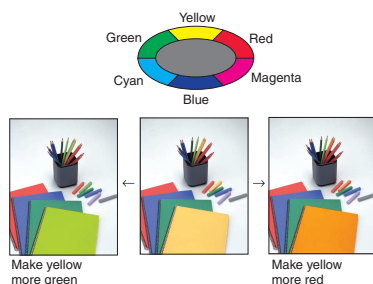 Yellow
Green
Red
Cyan
Magenta
Blue
←
→
Make yellow
more green
Make yellow
more red